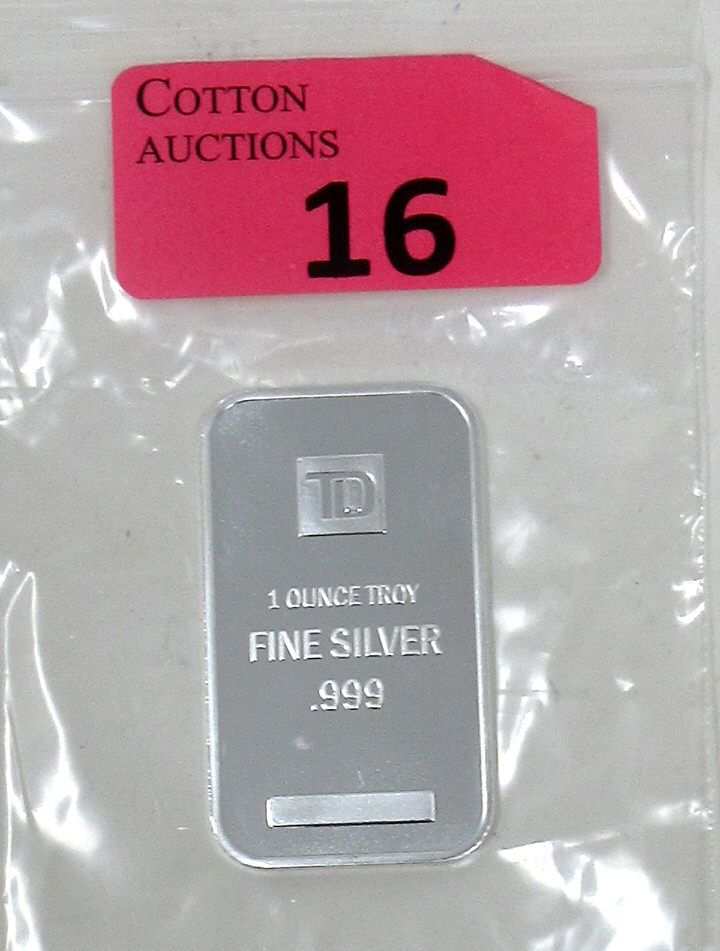 COTTON
AUCTIONS
16
TD
1 OUNCE TROY
FINE SILVER
.999